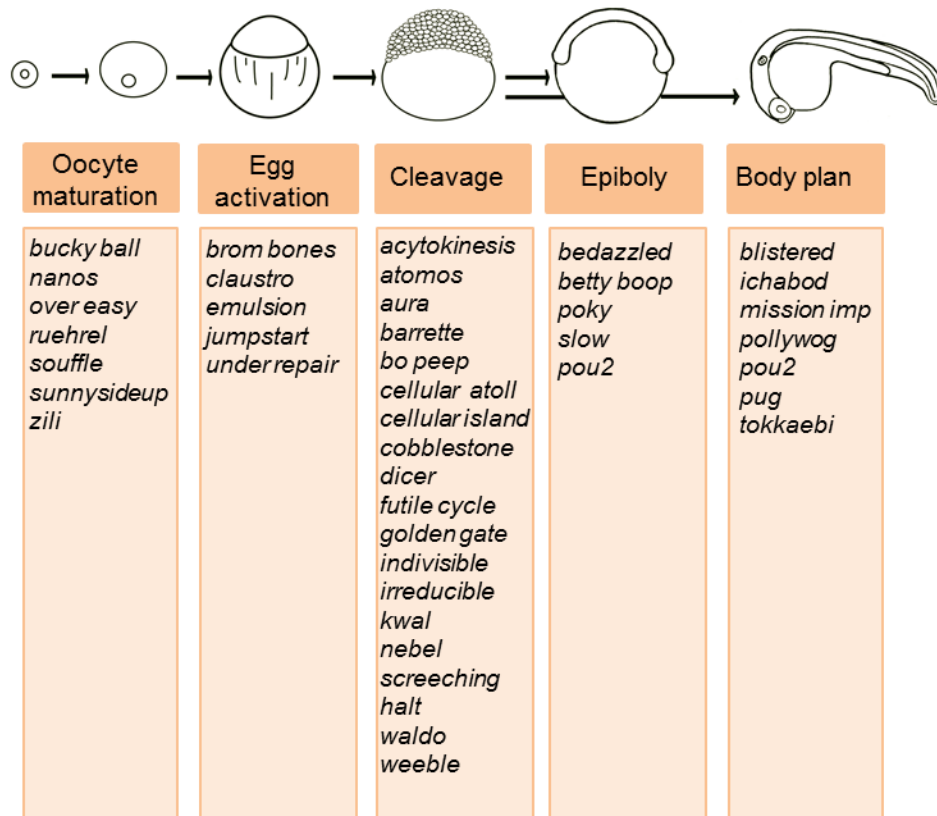 Oocyte
maturation
bucky ball
nanos
over easy
ruehrel
souffle
sunnysideup
zili
Egg
activation
brom bones
claustro
emulsion
jumpstart
under repair
Cleavage
acytokinesis
atomos
aura
barrette
bo peep
cellular atoll
cellular island
cobblestone
dicer
futile cycle
golden gate
indivisible
irreducible
kwal
nebel
screeching
halt
waldo
weeble
Epiboly
bedazzled
betty boop
poky
slow
pou2
Body plan
blistered
ichabod
mission imp
pollywog
pou2
pug
tokkaebi